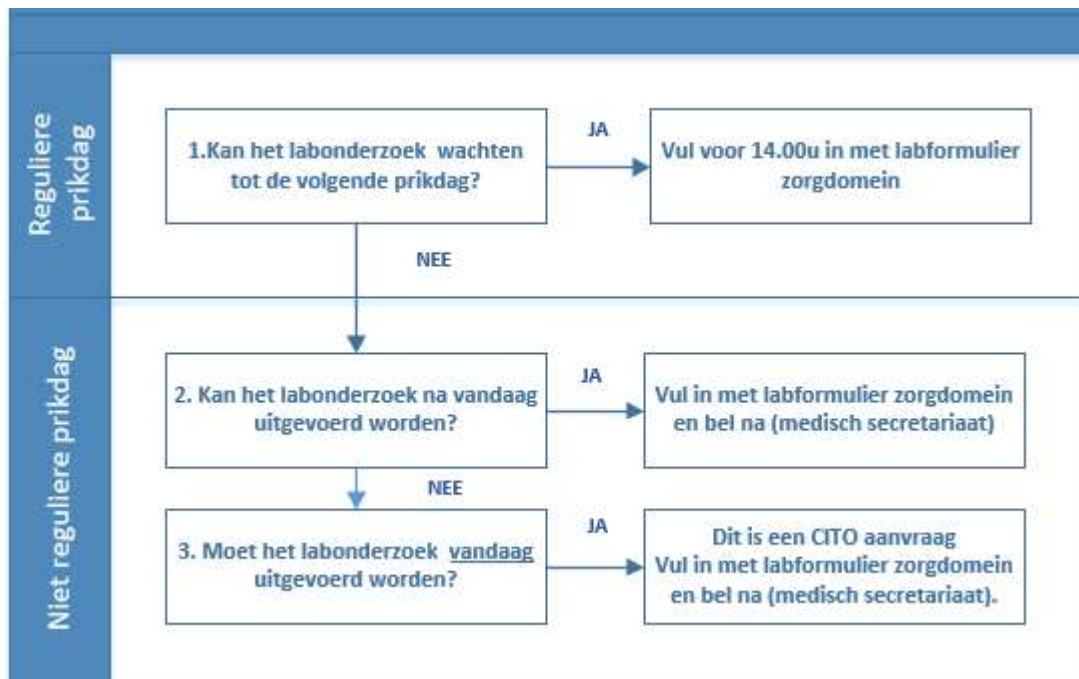 Reguliere
prikdag
1.Kan het labonderzoek wachten
tot de volgende prikdag?
JA
Vul voor 14.00u in met labformulier
zorgdomein
NEE
Niet reguliere prikdag
2. Kan het labonderzoek na vandaag
uitgevoerd worden?
JA
Vul in met labformulier zorgdomein
en bel na (medisch secretariaat)
NEE
3. Moet het labonderzoek vandaag
uitgevoerd worden?
JA
Dit is een CITO aanvraag
Vul in met labformulier zorgdomein
en bel na (medisch secretariaat).